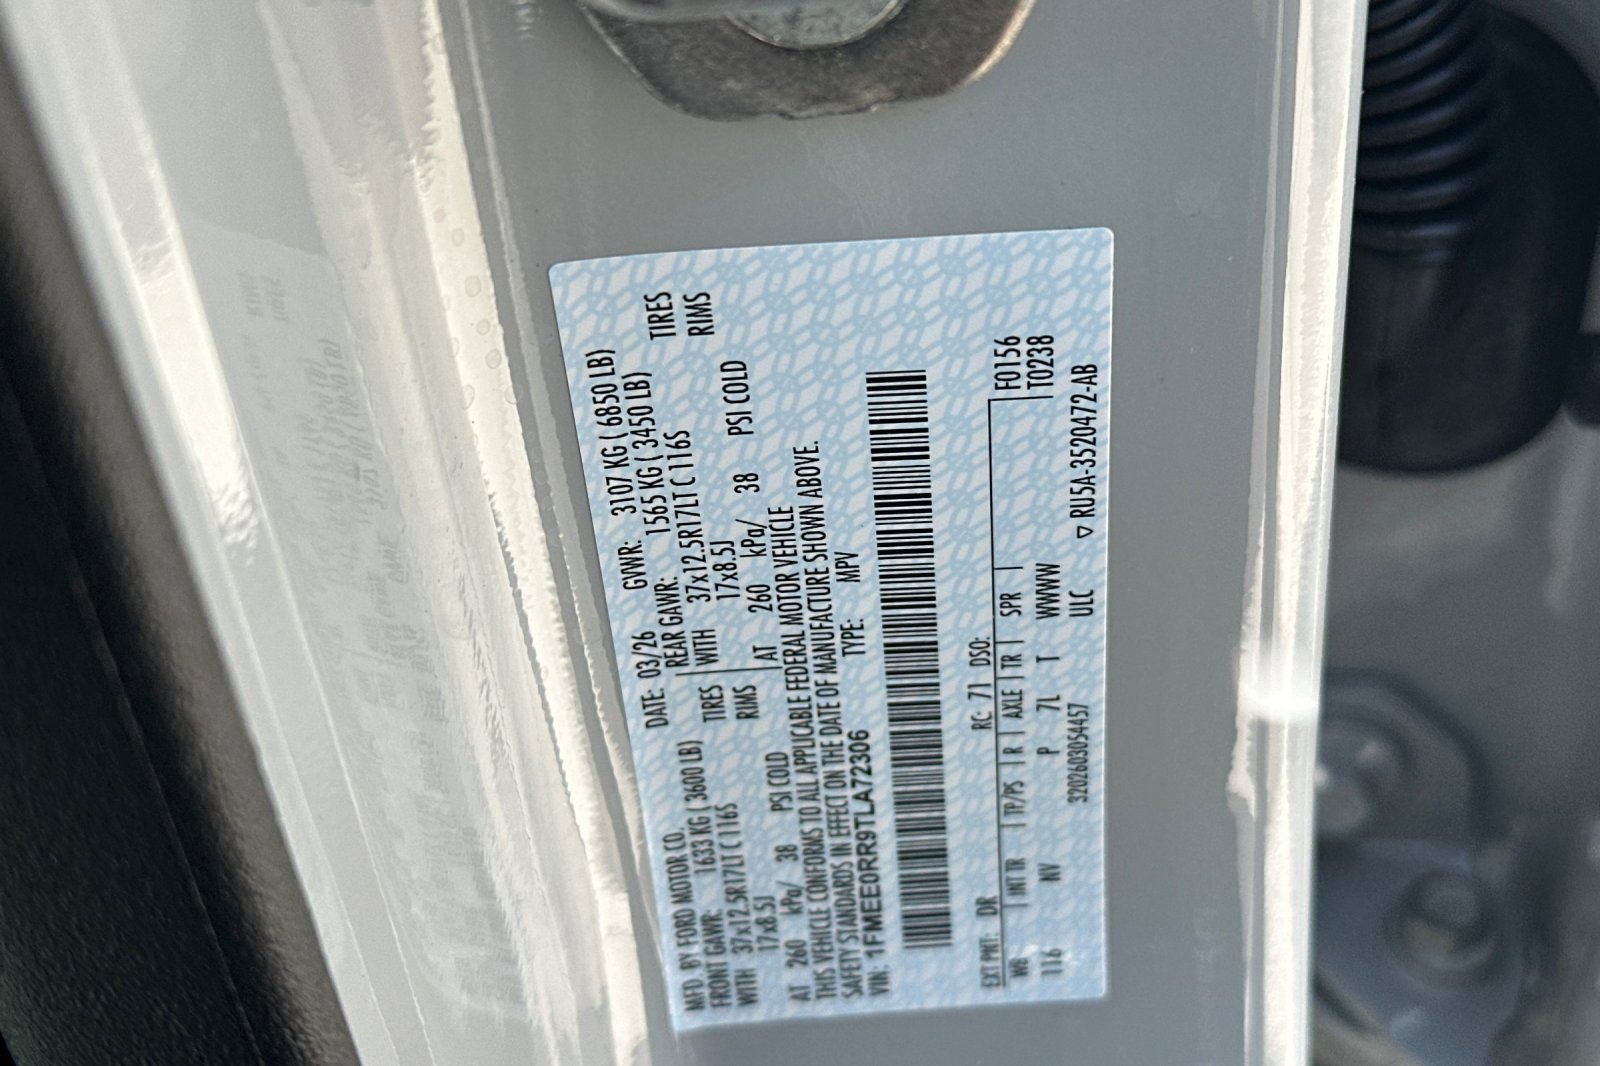 MFD. BY FORD MOTOR CO. DATE: 03/26 GVWR: 3107 KG ( 6850 LB)
FRONT GAWR: 1633 KG ( 3600 LB) REAR GAWR: 1565 KG ( 3450 LB)
WITH 37x12.5R17LT C 116S TIRES WITH 37x12.5R17LT C 116S TIRES
17x8.5J RIMS 17x8.5J RIMS
AT 260 kPa/ 38 PSI COLD AT 260 kPa/ 38 PSI COLD
THIS VEHICLE CONFORMS TO ALL APPLICABLE FEDERAL MOTOR VEHICLE
SAFETY STANDARDS IN EFFECT ON THE DATE OF MANUFACTURE SHOWN ABOVE.
VIN: 1FMEE0RR9TLA72306 TYPE: MPV
EXT PNT: DR RC: 71 DSO: F0156
WB INT TR TP/PS R AXLE TR SPR T0238
116 NV P 7L T WWWW
320260305​4457 ULC ▽ RU5A-3520472-AB